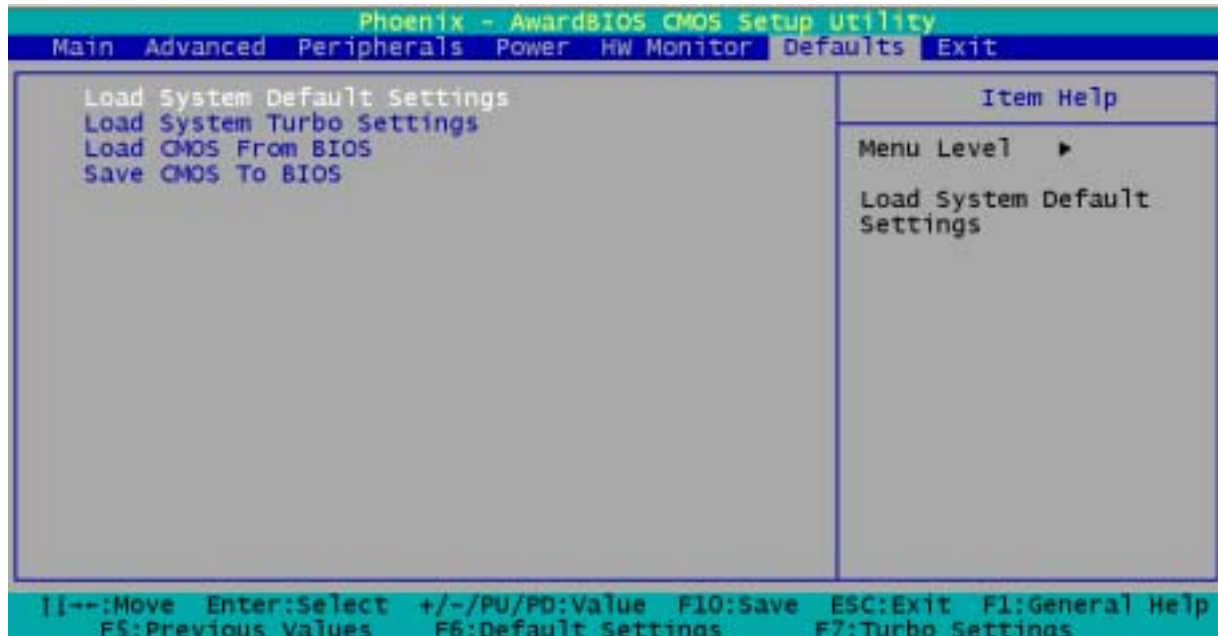 Phoenix - AwardBIOS CMOS Setup Utility
Main Advanced Peripherals Power HW Monitor Defaults Exit
Load System Default Settings
Load System Turbo Settings
Load CMOS From BIOS
Save CMOS To BIOS
Item Help
Menu Level ▶
Load System Default
Settings
↑↓→←:Move Enter:Select +/-/PU/PD:Value F10:Save ESC:Exit F1:General Help
F5:Previous Values F6:Default Settings F7:Turbo Settings